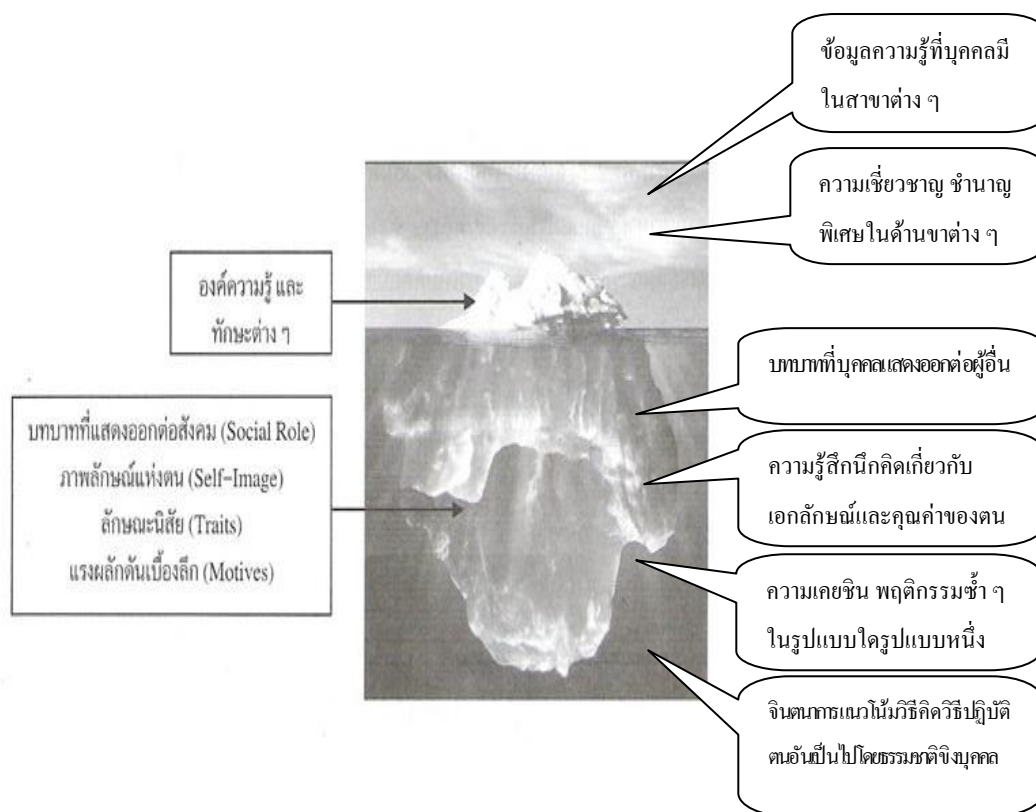 ข้อมูลความรู้ที่บุคคลมี
ในสาขาต่าง ๆ
ความเชี่ยวชาญ ชำนาญ
พิเศษในด้านขาต่าง ๆ
องค์ความรู้ และ
ทักษะต่าง ๆ
บทบาทที่บุคคลแสดงออกต่อผู้อื่น
บทบาทที่แสดงออกต่อสังคม (Social Role)
ภาพลักษณ์แห่งตน (Self-Image)
ลักษณะนิสัย (Traits)
แรงผลักดันเบื้องลึก (Motives)
ความรู้สึกนึกคิดเกี่ยวกับ
เอกลักษณ์และคุณค่าของตน
ความเคยชิน พฤติกรรมซ้ำ ๆ
ในรูปแบบใดรูปแบบหนึ่ง
จินตนาการแนวโน้มวิธีคิดวิธีปฏิบัติ
ตนอันเป็นไปโดยธรรมชาติขิงบุคคล